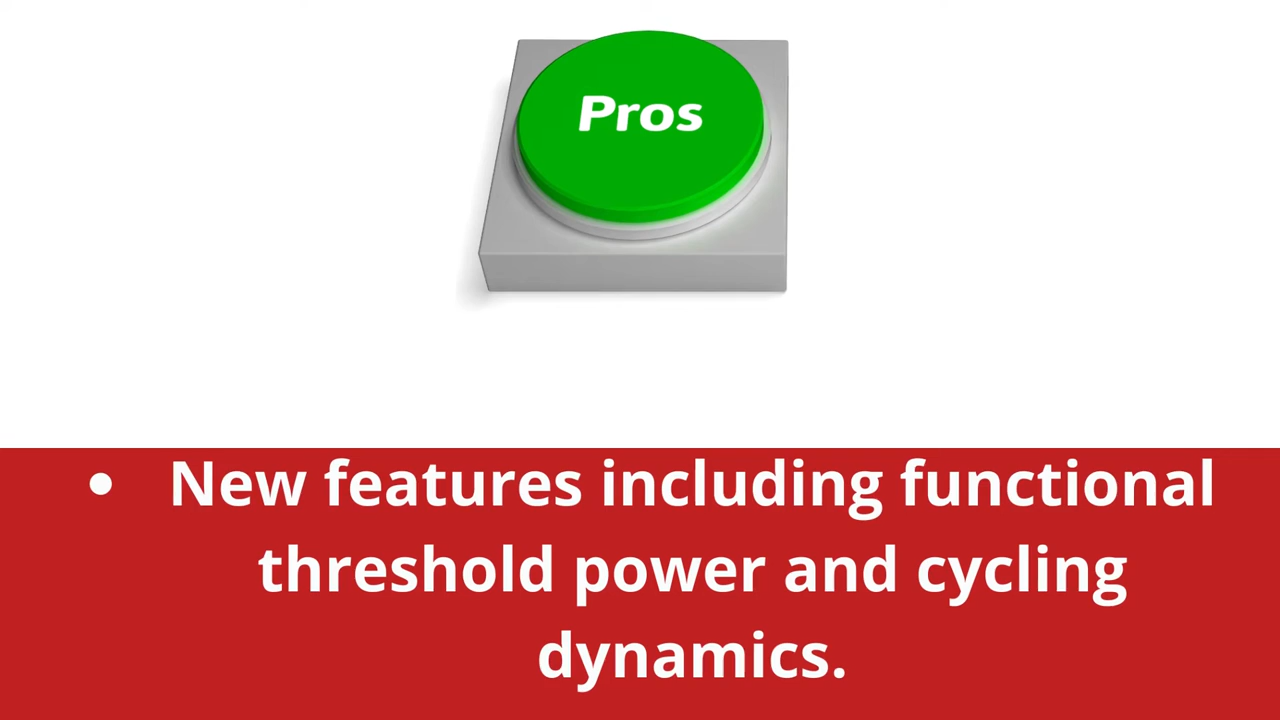 Pros
• New features including functional
threshold power and cycling
dynamics.